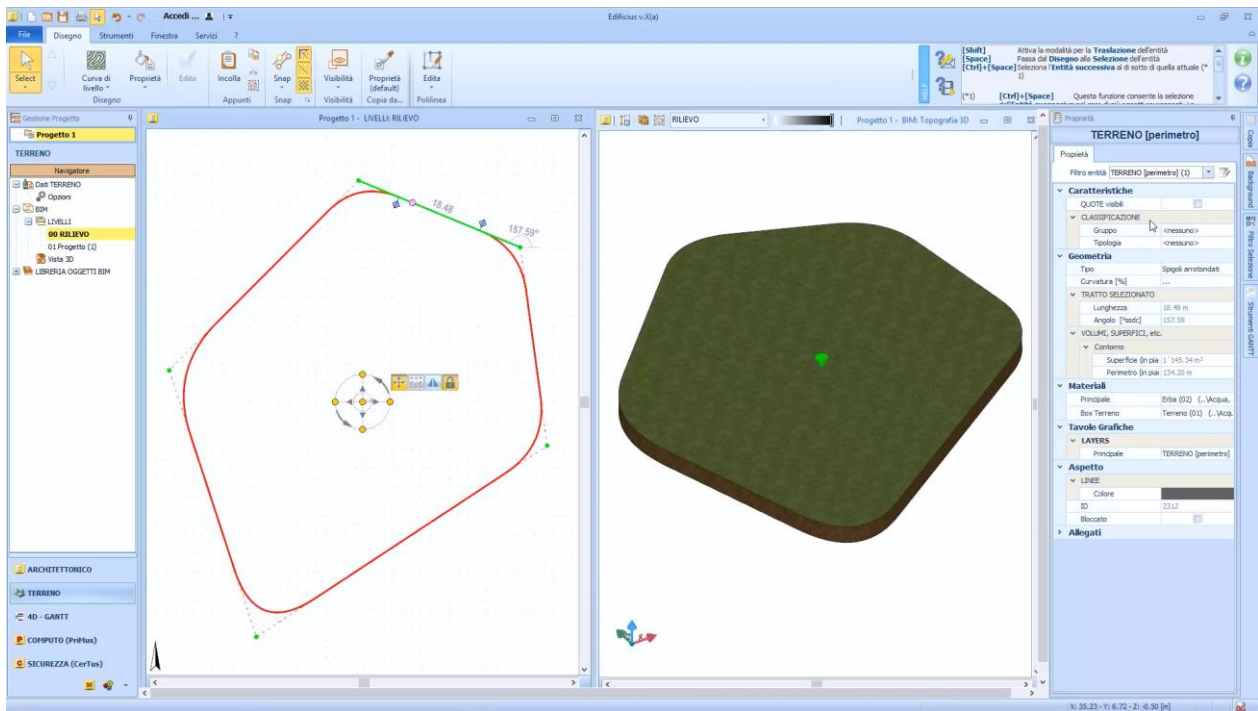 Accedi ...
Edificius v.X(a)
File Disegno Strumenti Finestra Servizi ?
Select
Curva di livello
Proprietà
Edita
Disegno
Incolla
Appunti
Snap
Snap
Visibilità
Visibilità
Proprietà (default)
Copia da...
Edita
Polilinea
HELP
[Shift] Attiva la modalità per la Traslazione dell'entità
[Space] Passa dal Disegno alla Selezione dell'entità
[Ctrl]+[Space] Seleziona l'Entità successiva al di sotto di quella attuale (*
1)
(*1) [Ctrl]+[Space] Questa funzione consente la selezione
Gestione Progetto
Progetto 1
TERRENO
Navigatore
Dati TERRENO
Opzioni
BIM
LIVELLI
00 RILIEVO
01 Progetto (1)
Vista 3D
LIBRERIA OGGETTI BIM
ARCHITETTONICO
TERRENO
4D - GANTT
COMPUTO (PriMus)
SICUREZZA (CerTus)
Progetto 1 - LIVELLI: RILIEVO
18.48
157.59°
RILIEVO
Progetto 1 - BIM: Topografia 3D
Proprietà
TERRENO [perimetro]
Proprietà
Filtro entità TERRENO [perimetro] (1)
Caratteristiche
QUOTE visibili
CLASSIFICAZIONE
Gruppo <nessuno>
Tipologia <nessuno>
Geometria
Tipo Spigoli arrotondati
Curvatura [%] ...
TRATTO SELEZIONATO
Lunghezza 18.48 m
Angolo [°ssdc] 157.59
VOLUMI, SUPERFICI, etc.
Contorno
Superficie (in pia 1˙145.34 m²
Perimetro (in pia 134.20 m
Materiali
Principale Erba (02) (..\Acqua,
Box Terreno Terreno (01) (..\Acq.
Tavole Grafiche
LAYERS
Principale TERRENO [perimetro]
Aspetto
LINEE
Colore
ID 2312
Bloccato
Allegati
Copia
Background
Filtro Selezione
Strumenti GANTT
X: 35.23 - Y: 6.72 - Z: -0.50 [m]